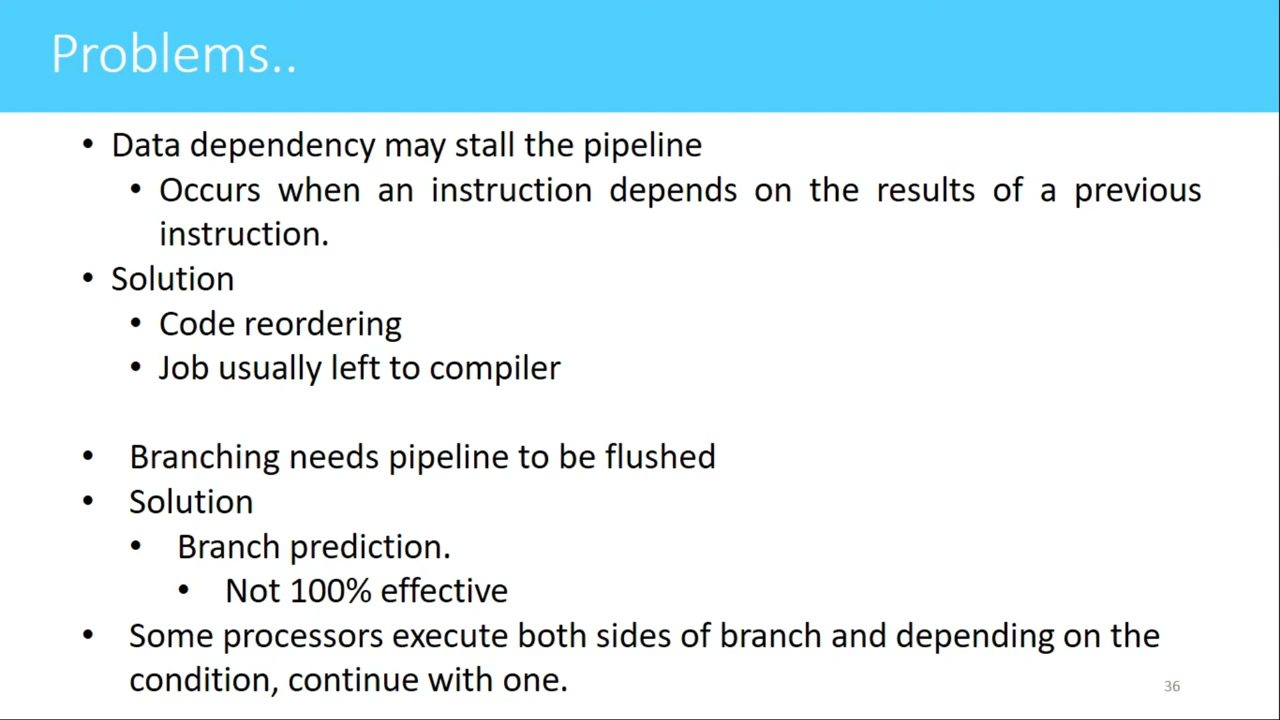 Problems..
• Data dependency may stall the pipeline
• Occurs when an instruction depends on the results of a previous
instruction.
• Solution
• Code reordering
• Job usually left to compiler
• Branching needs pipeline to be flushed
• Solution
• Branch prediction.
• Not 100% effective
• Some processors execute both sides of branch and depending on the
condition, continue with one.
36